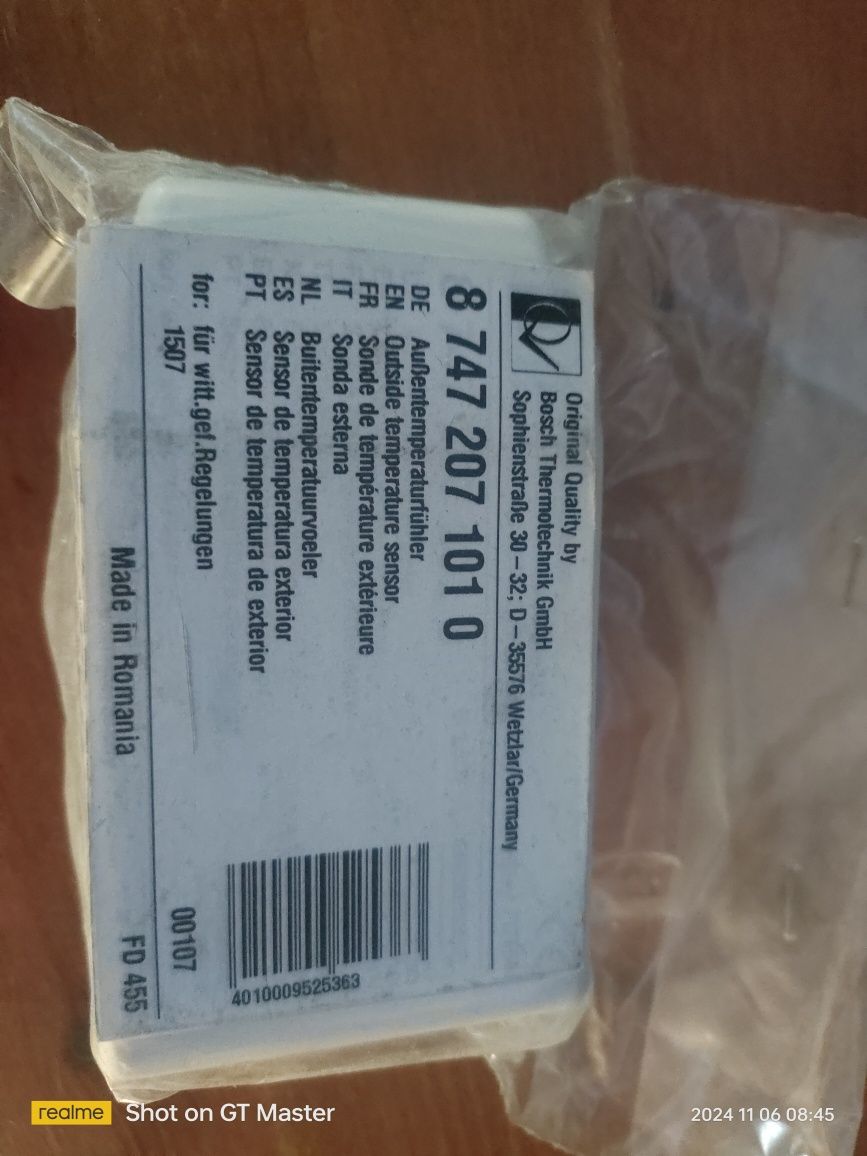 Original Quality by
Bosch Thermotechnik GmbH
Sophienstraße 30 – 32; D – 35576 Wetzlar/Germany
8 747 207 101 0
DE Außentemperaturfühler
EN Outside temperature sensor
FR Sonde de température extérieure
IT Sonda esterna
NL Buitentemperatuurvoeler
ES Sensor de temperatura exterior
PT Sensor de temperatura de exterior
4010009525363
for: für witt.gef.Regelungen
1507
00107
Made in Romania
FD 455
realme Shot on GT Master
2024 11 06 08:45